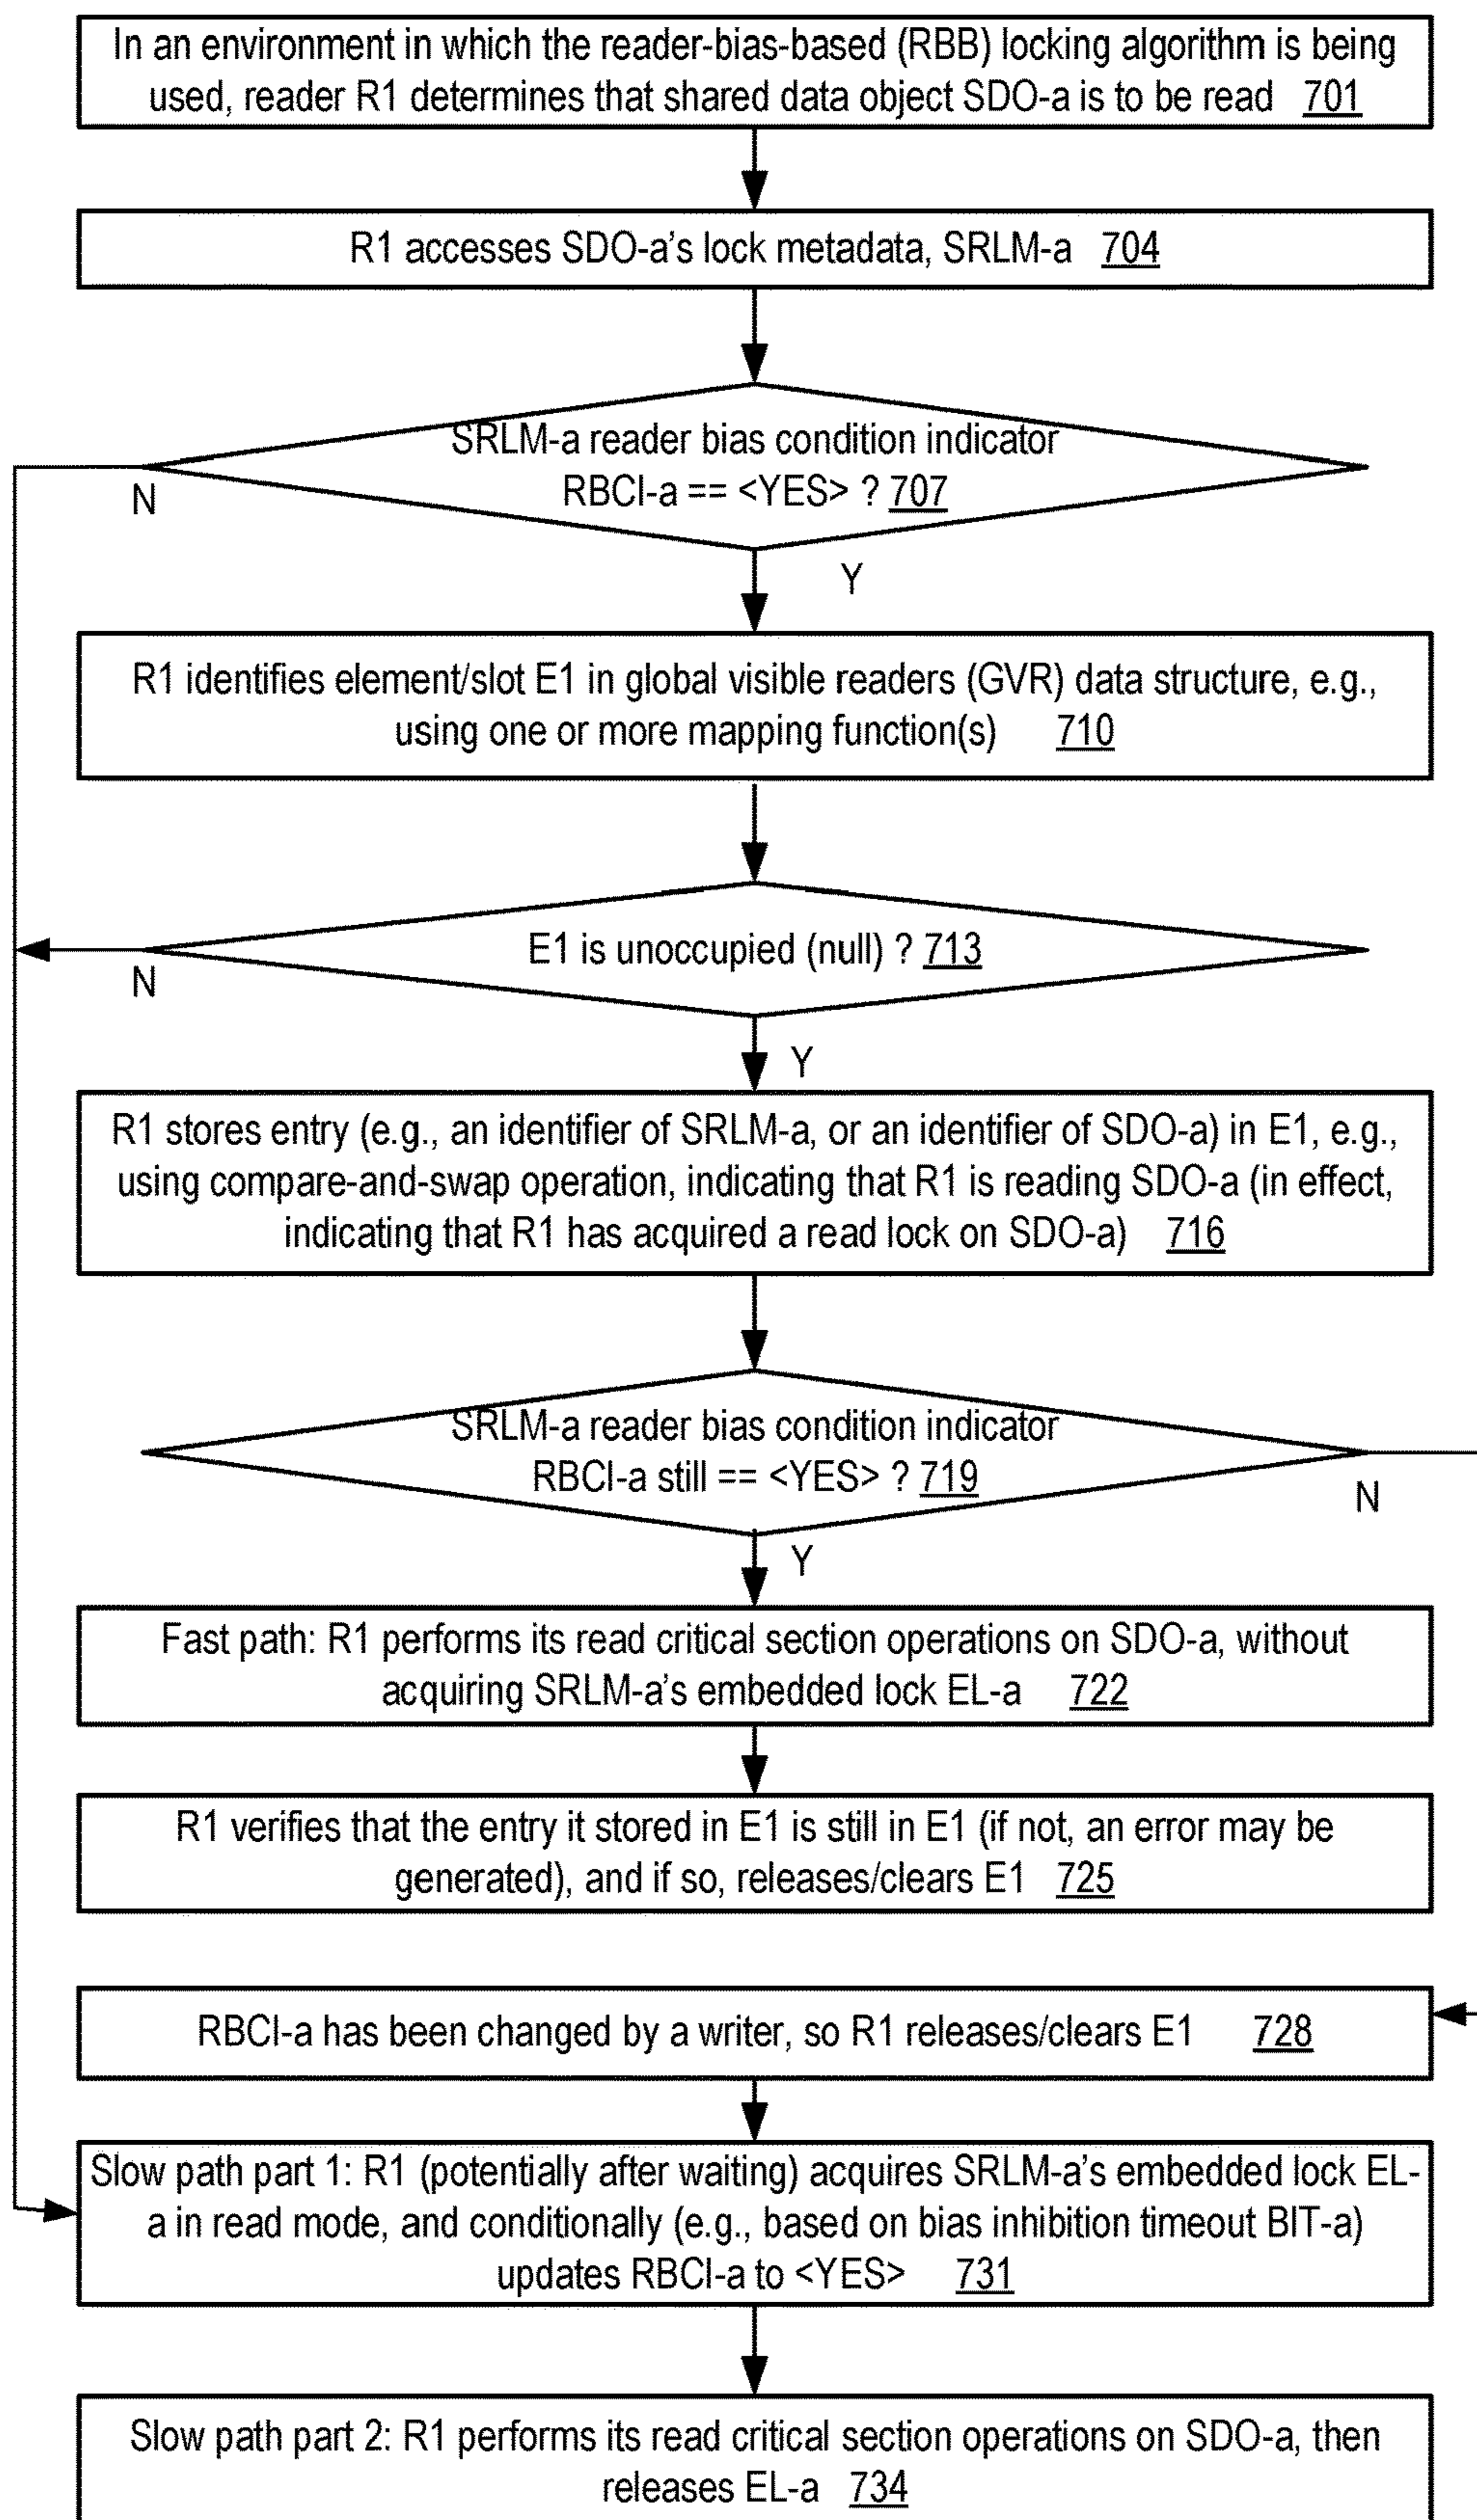 In an environment in which the reader-bias-based (RBB) locking algorithm is being
used, reader R1 determines that shared data object SDO-a is to be read 701
R1 accesses SDO-a's lock metadata, SRLM-a 704
SRLM-a reader bias condition indicator
RBCI-a == <YES> ? 707
N
Y
R1 identifies element/slot E1 in global visible readers (GVR) data structure, e.g.,
using one or more mapping function(s) 710
E1 is unoccupied (null) ? 713
N
Y
R1 stores entry (e.g., an identifier of SRLM-a, or an identifier of SDO-a) in E1, e.g.,
using compare-and-swap operation, indicating that R1 is reading SDO-a (in effect,
indicating that R1 has acquired a read lock on SDO-a) 716
SRLM-a reader bias condition indicator
RBCI-a still == <YES> ? 719
N
Y
Fast path: R1 performs its read critical section operations on SDO-a, without
acquiring SRLM-a's embedded lock EL-a 722
R1 verifies that the entry it stored in E1 is still in E1 (if not, an error may be
generated), and if so, releases/clears E1 725
RBCI-a has been changed by a writer, so R1 releases/clears E1 728
Slow path part 1: R1 (potentially after waiting) acquires SRLM-a's embedded lock EL-
a in read mode, and conditionally (e.g., based on bias inhibition timeout BIT-a)
updates RBCI-a to <YES> 731
Slow path part 2: R1 performs its read critical section operations on SDO-a, then
releases EL-a 734